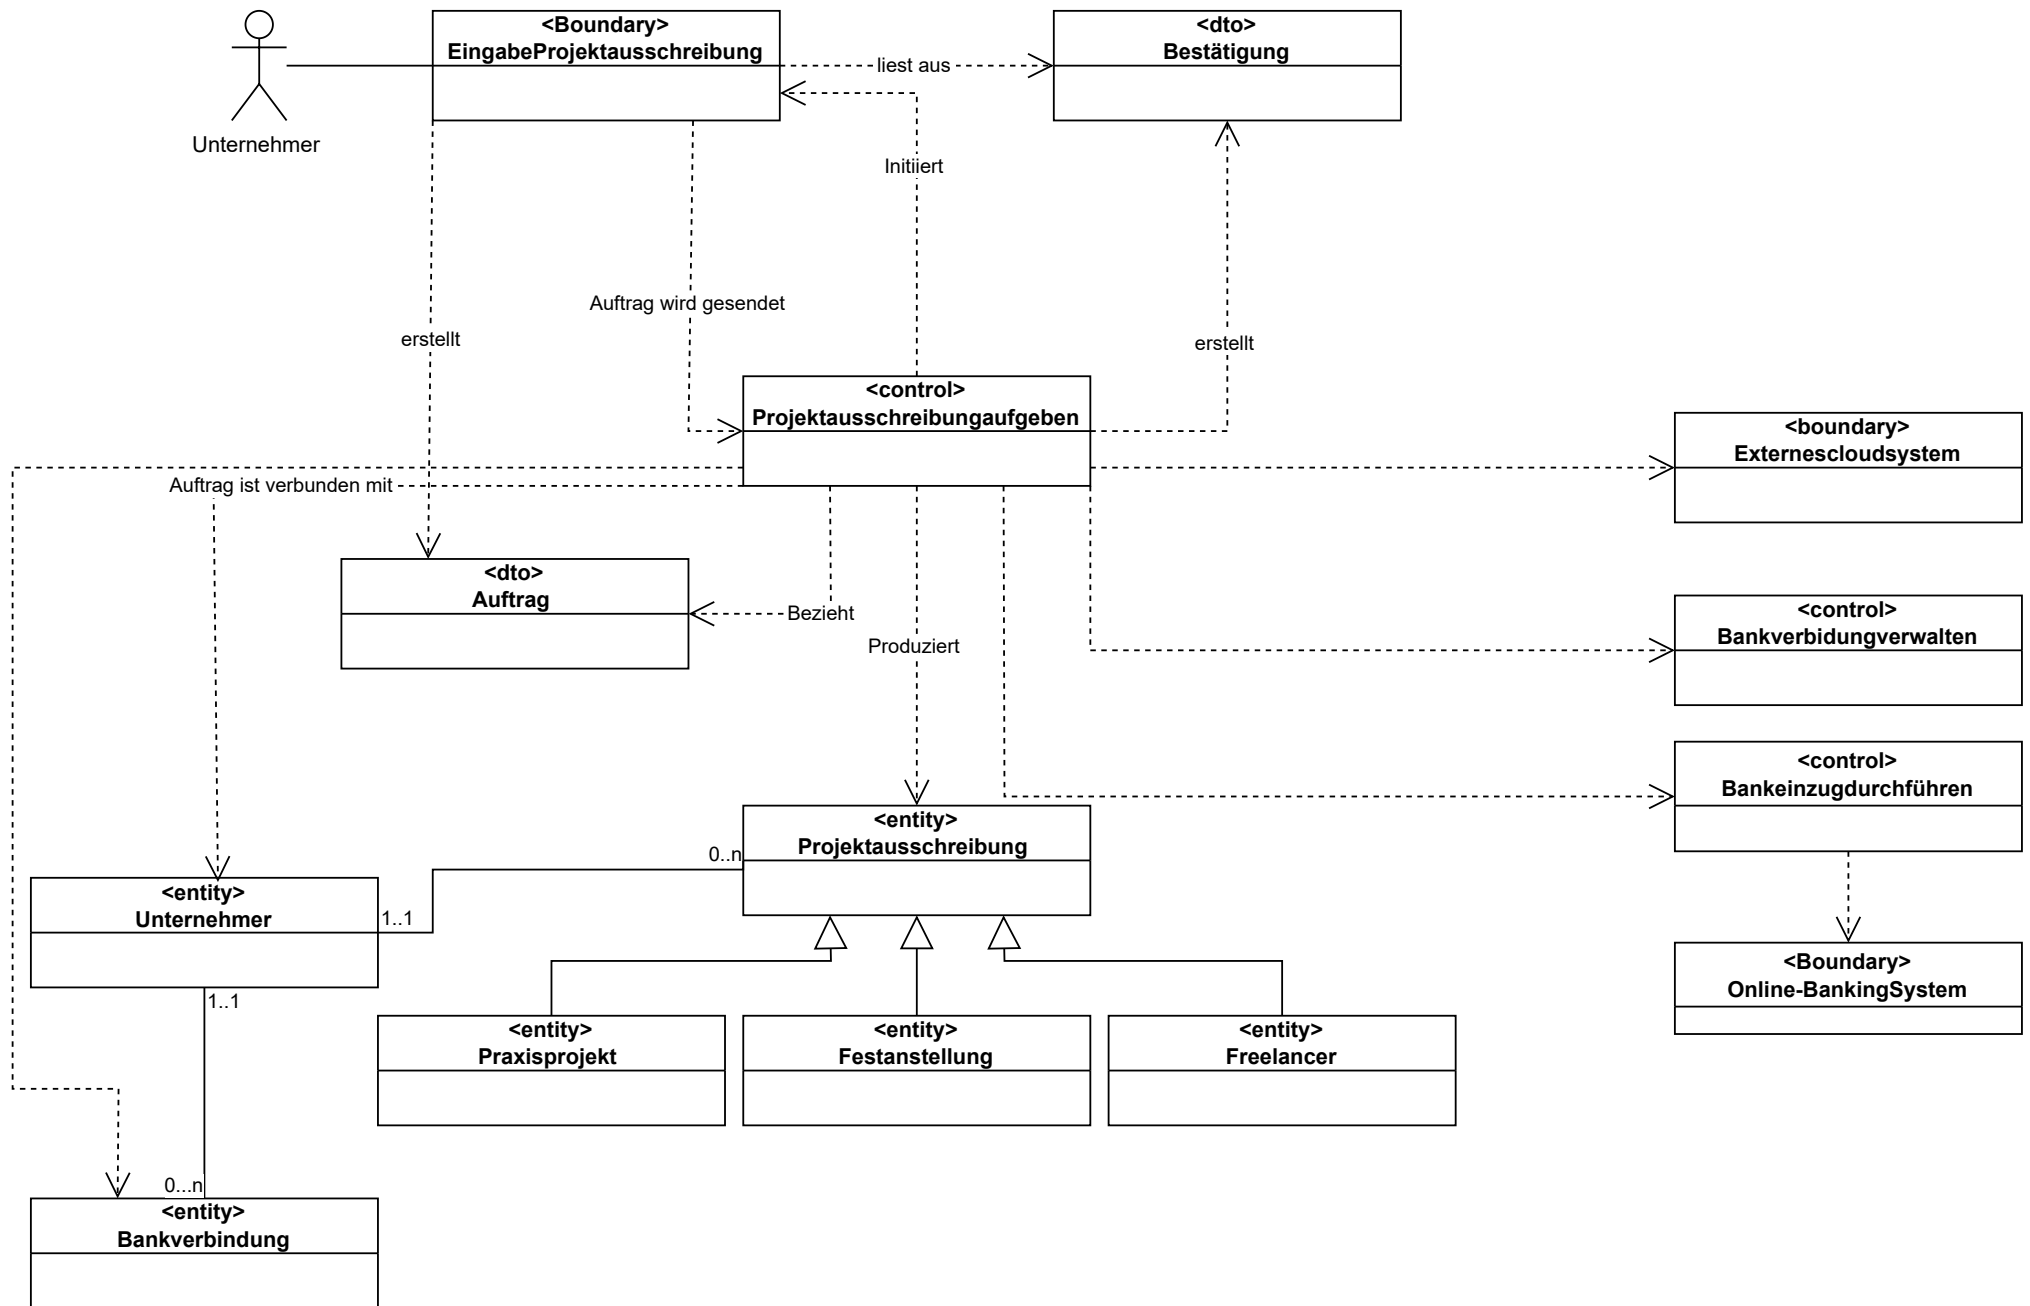 <Boundary>
EingabeProjektausschreibung
<dto>
Bestätigung
liest aus
Unternehmer
Initiiert
Auftrag wird gesendet
erstellt
erstellt
<control>
Projektausschreibungaufgeben
<boundary>
Externescloudsystem
Auftrag ist verbunden mit
<dto>
Auftrag
Bezieht
Produziert
<control>
Bankverbidungverwalten
<control>
Bankeinzugdurchführen
<entity>
Projektausschreibung
0..n
<entity>
Unternehmer
1..1
<Boundary>
Online-BankingSystem
1..1
<entity>
Praxisprojekt
<entity>
Festanstellung
<entity>
Freelancer
0...n
<entity>
Bankverbindung